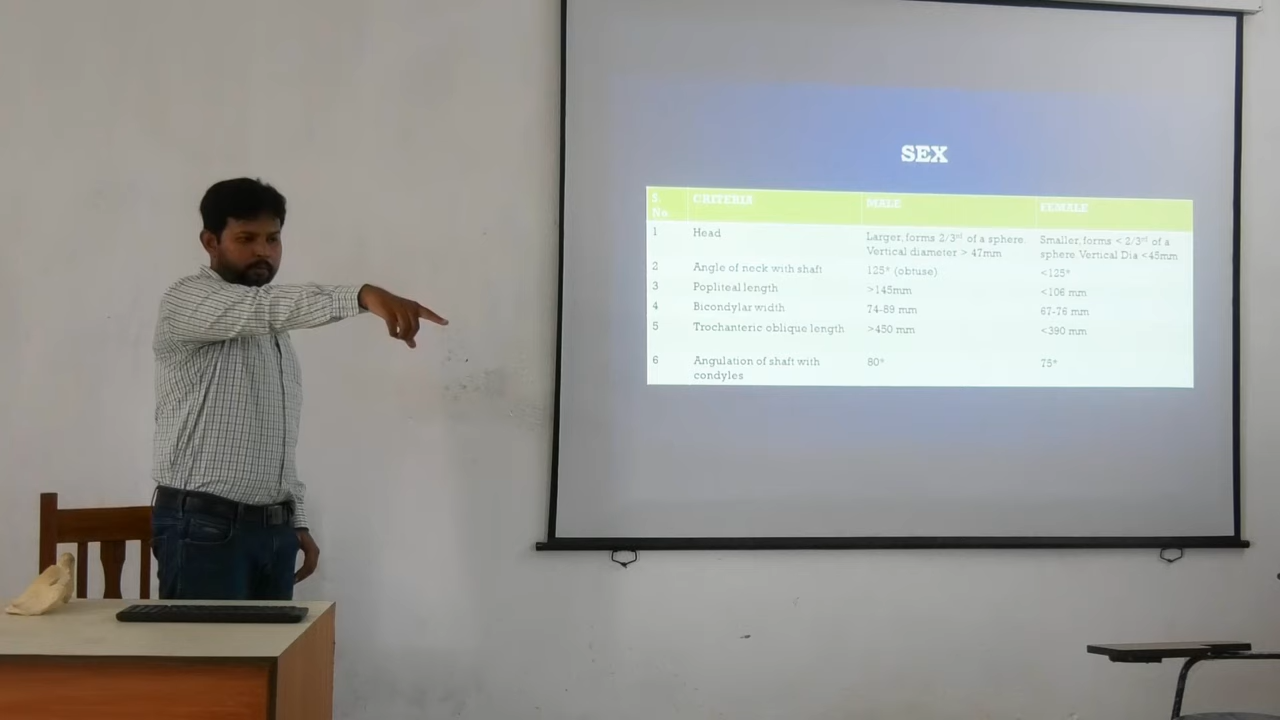 SEX
S. No CRITERIA MALE FEMALE
1 Head Larger, forms 2/3rd of a sphere. Vertical diameter > 47mm Smaller, forms < 2/3rd of a sphere Vertical Dia <45mm
2 Angle of neck with shaft 125° (obtuse) <125°
3 Popliteal length >145mm <106 mm
4 Bicondylar width 74-89 mm 67-76 mm
5 Trochanteric oblique length >450 mm <390 mm
6 Angulation of shaft with condyles 80° 75°